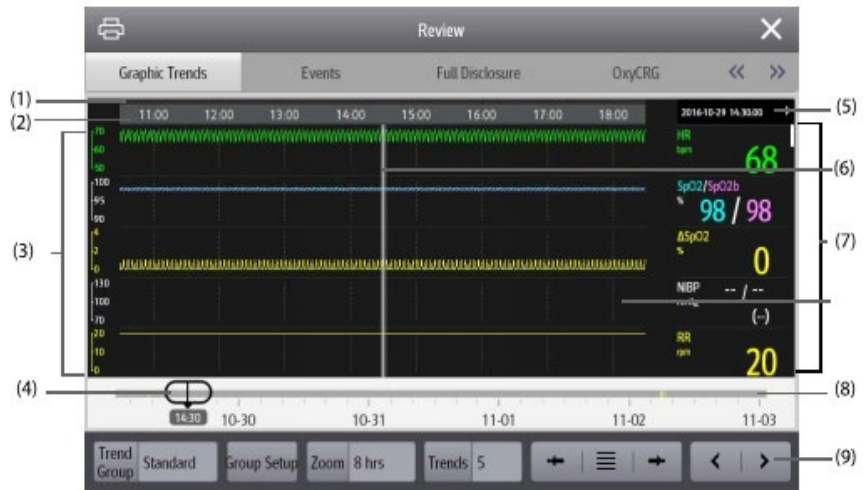 Review
Graphic Trends Events Full Disclosure OxyCRG
(1)
(2) 11:00 12:00 13:00 14:00 15:00 16:00 17:00 18:00 2016-10-29 14:30:00 (5)
70 HR
60 bpm 68
50 (6)
100 SpO2/SpO2b
95 % 98 / 98
90
(3) (7)
4 ΔSpO2
2 % 0
0
130 NIBP -- / --
100
70 (--)
20 RR
10 rpm 20
0
(4) (8)
14:30 10-30 10-31 11-01 11-02 11-03
Trend Group Standard Group Setup Zoom 8 hrs Trends 5 (9)